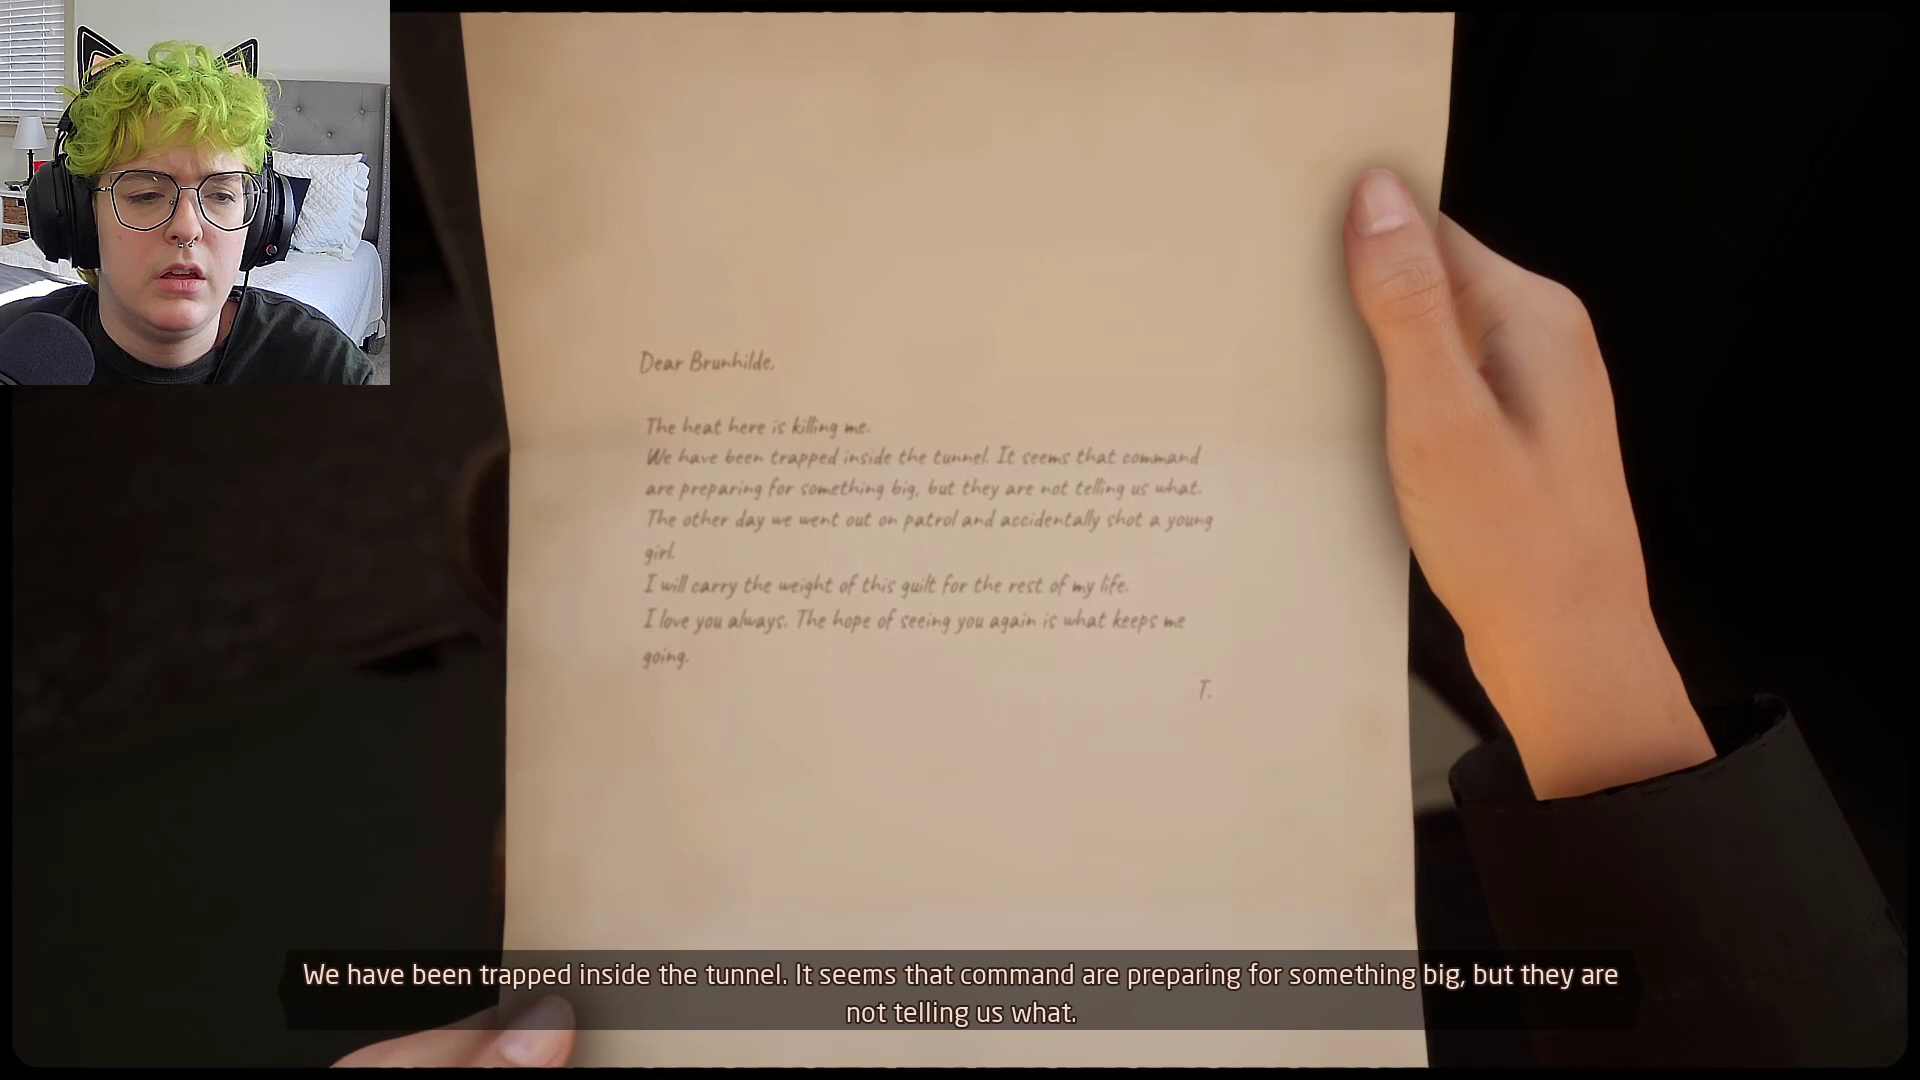 Dear Brunhilde.
The heat here is killing me.
We have been trapped inside the tunnel. It seems that command
are preparing for something big, but they are not telling us what.
The other day we went out on patrol and accidentally shot a young
girl.
I will carry the weight of this guilt for the rest of my life.
I love you always. The hope of seeing you again is what keeps me
going.
T.
We have been trapped inside the tunnel. It seems that command are preparing for something big, but they are
not telling us what.